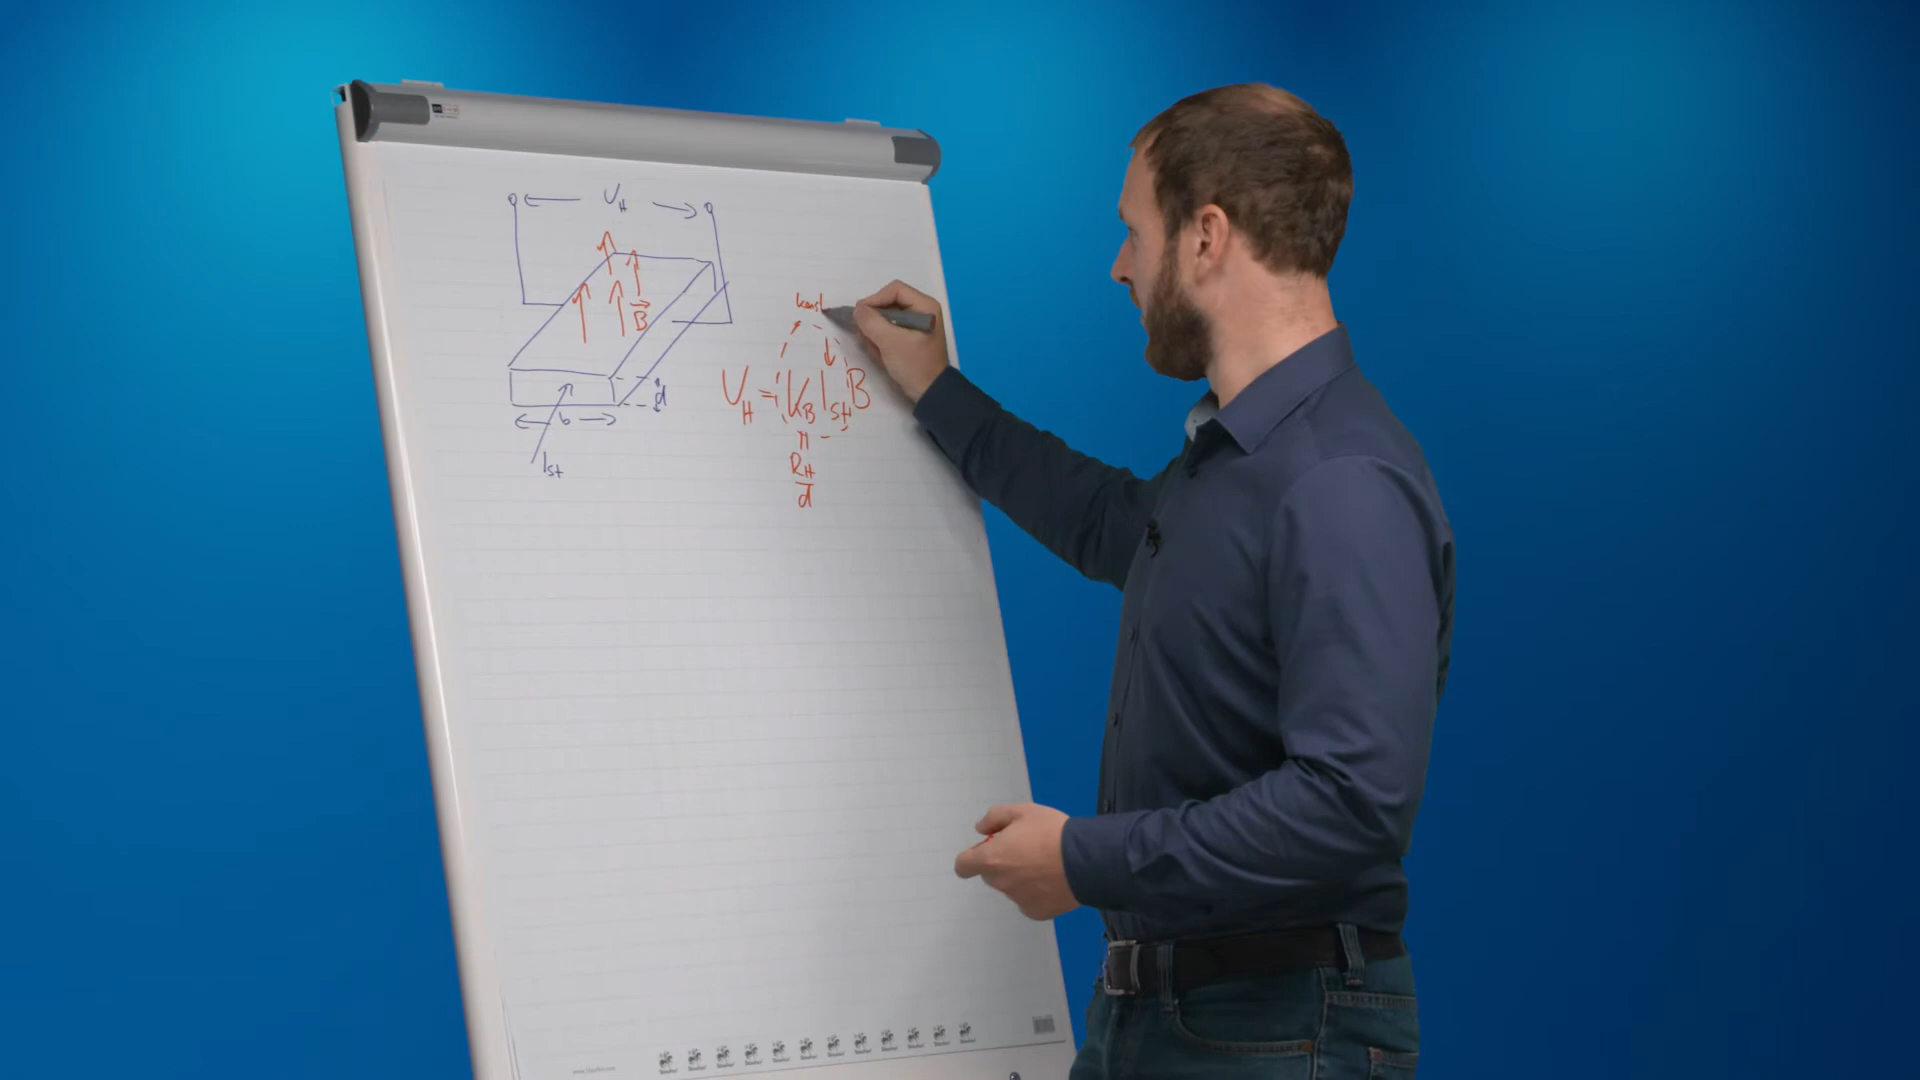 U_H
B
d
b
I_St
konst
U_H = K_B I_St B
R_H
d